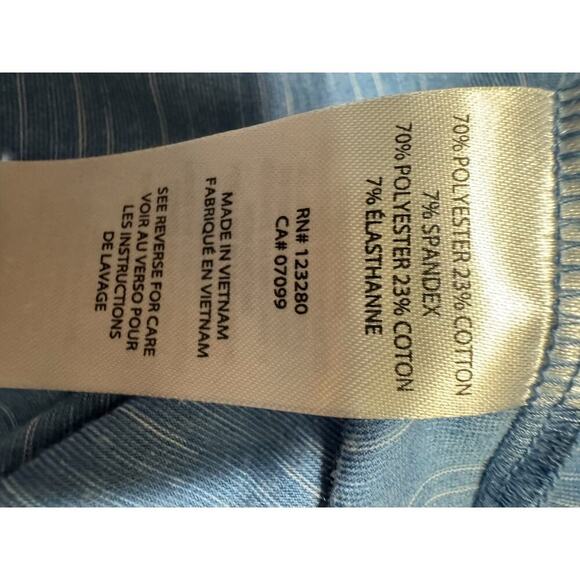 70% POLYESTER 23% COTTON
7% SPANDEX
70% POLYESTER 23% COTON
7% ÉLASTHANNE
RN# 123280
CA# 07099
MADE IN VIETNAM
FABRIQUÉ EN VIETNAM
SEE REVERSE FOR CARE
VOIR AU VERSO POUR
LES INSTRUCTIONS
DE LAVAGE